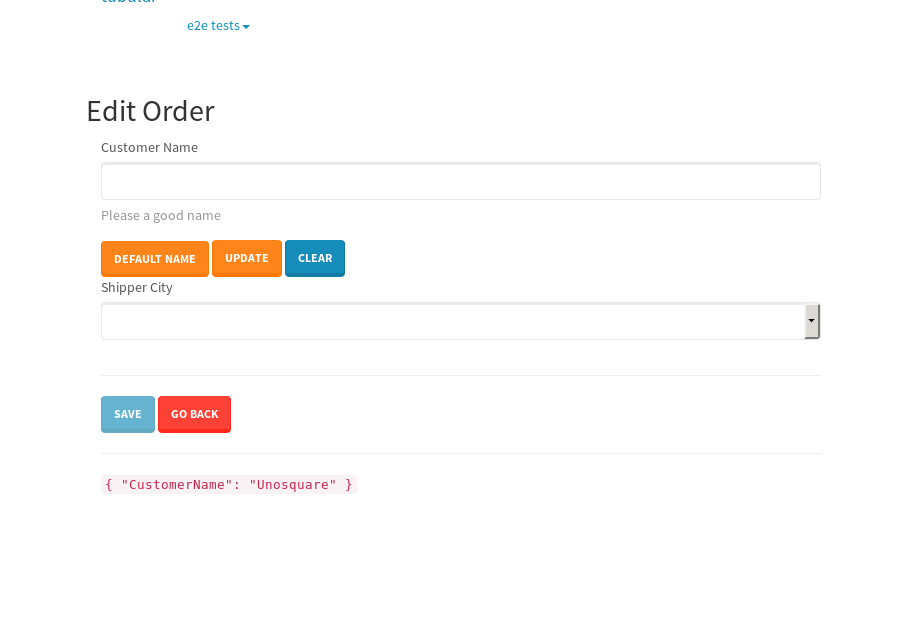 tubular
e2e tests
Edit Order
Customer Name
Please a good name
DEFAULT NAME UPDATE CLEAR
Shipper City
SAVE GO BACK
{ "CustomerName": "Unosquare" }